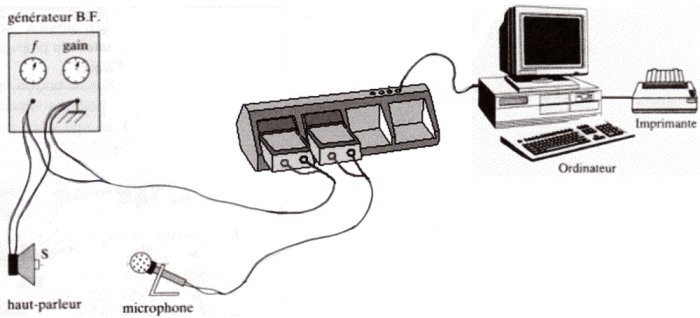 générateur B.F.
f gain
Imprimante
Ordinateur
S
haut-parleur
microphone